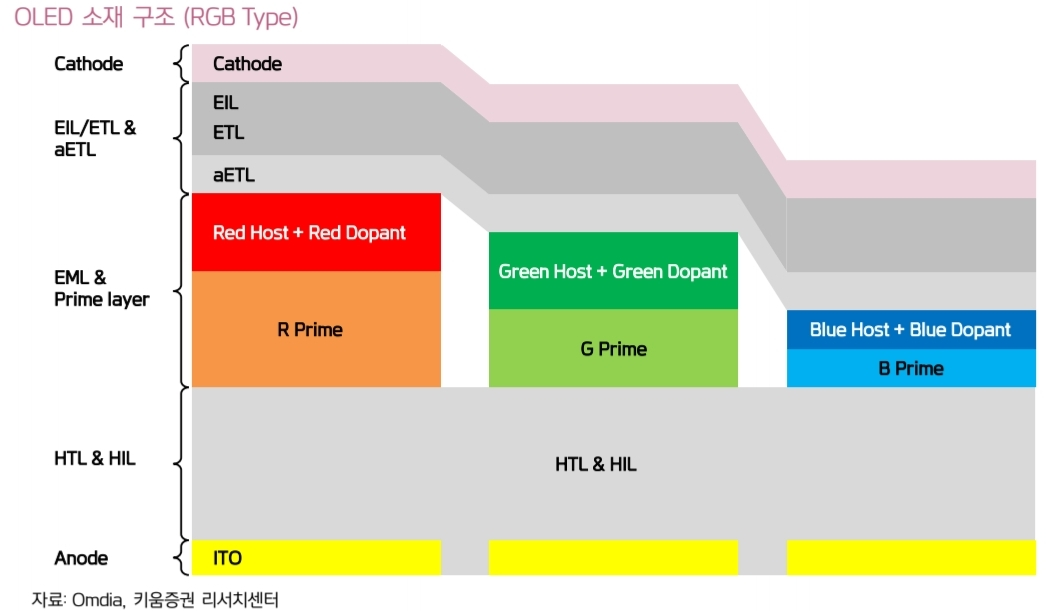 OLED 소재 구조 (RGB Type)
Cathode
Cathode
EIL
EIL/ETL &
aETL
ETL
aETL
Red Host + Red Dopant
Green Host + Green Dopant
EML &
Prime layer
R Prime
Blue Host + Blue Dopant
G Prime
B Prime
HTL & HIL
HTL & HIL
Anode
ITO
자료: Omdia, 키움증권 리서치센터